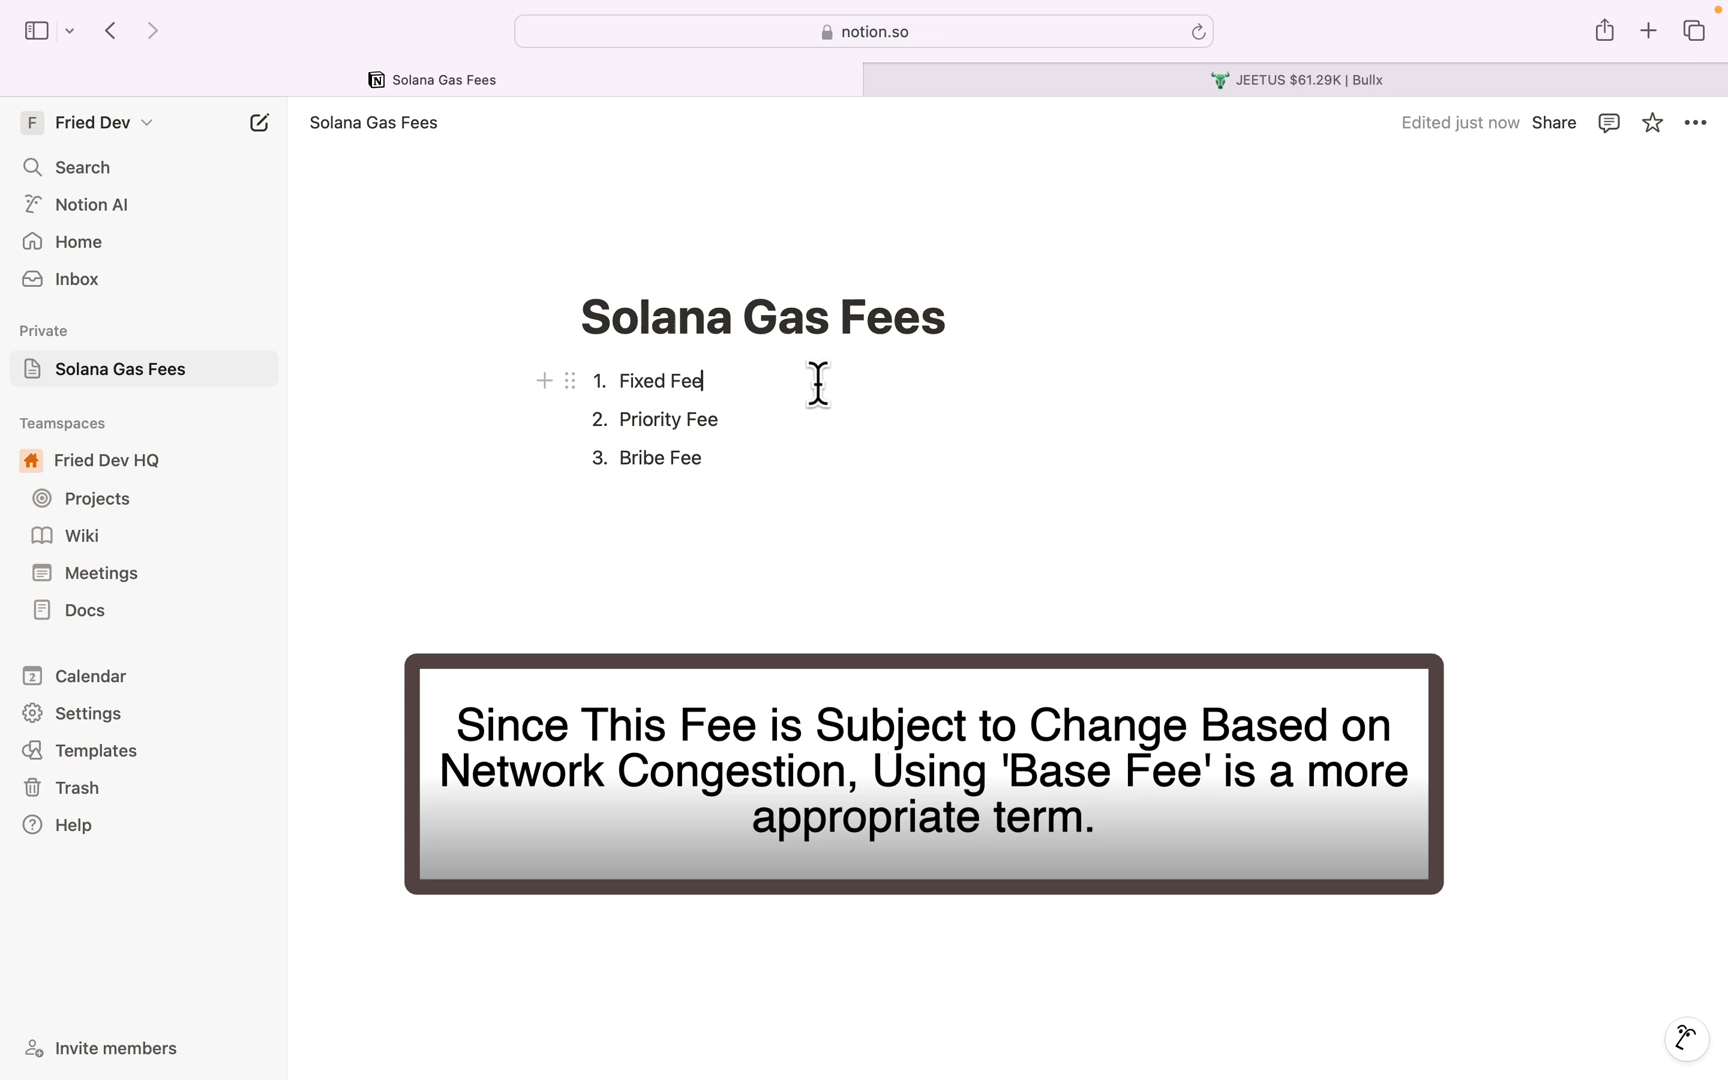 notion.so
Solana Gas Fees
JEETUS $61.29K | Bullx
F Fried Dev
Solana Gas Fees
Edited just now
Share
Search
Notion AI
Home
Inbox
Private
Solana Gas Fees
Teamspaces
Fried Dev HQ
Projects
Wiki
Meetings
Docs
2 Calendar
Settings
Templates
Trash
Help
Invite members
Solana Gas Fees
1. Fixed Fee
2. Priority Fee
3. Bribe Fee
Since This Fee is Subject to Change Based on
Network Congestion, Using 'Base Fee' is a more
appropriate term.